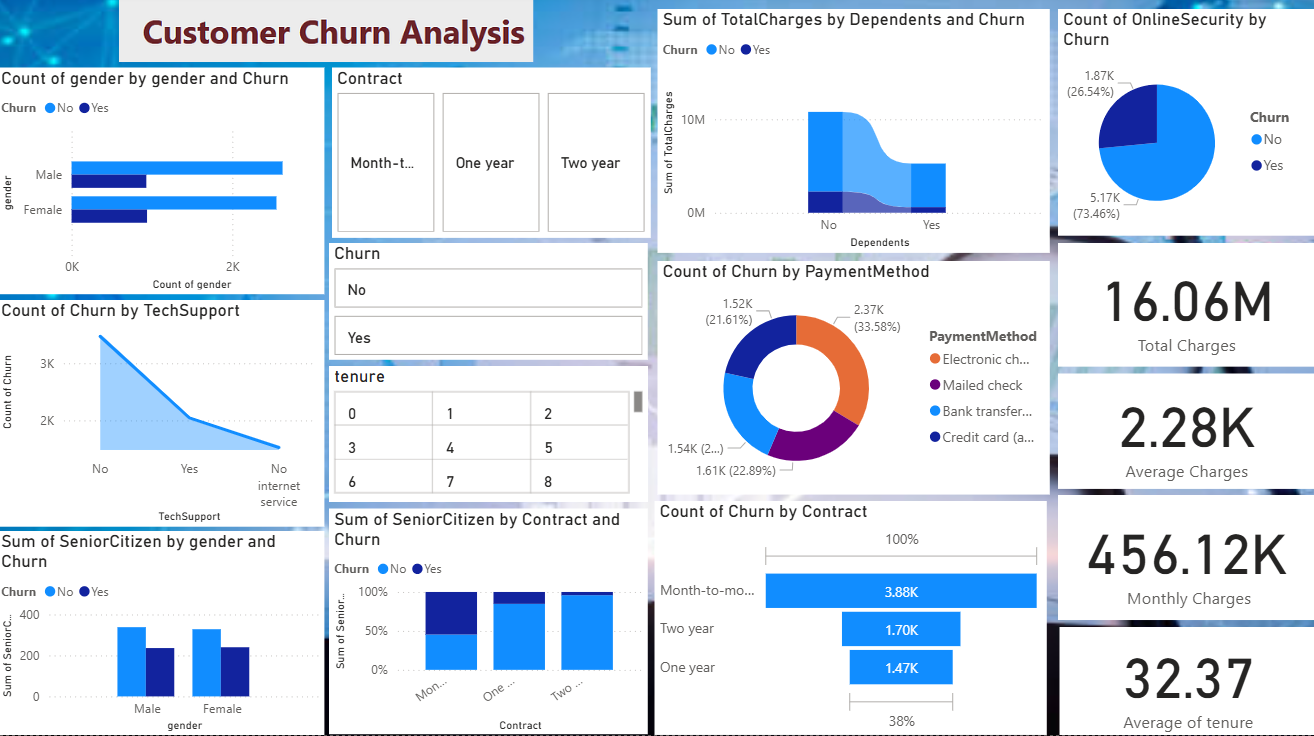 Customer Churn Analysis
Count of gender by gender and Churn
Churn No Yes
gender
Male
Female
0K 2K
Count of gender
Count of Churn by TechSupport
Count of Churn
3K
2K
No Yes No
internet
service
TechSupport
Sum of SeniorCitizen by gender and
Churn
Churn No Yes
Sum of SeniorC...
400
200
0
Male Female
gender
Contract
Month-t... One year Two year
Churn
No
Yes
tenure
0 1 2
3 4 5
6 7 8
Sum of SeniorCitizen by Contract and
Churn
Churn No Yes
Sum of Senior...
100%
50%
0%
Mon... One ... Two ...
Contract
Sum of TotalCharges by Dependents and Churn
Churn No Yes
Sum of TotalCharges
10M
0M
No Yes
Dependents
Count of Churn by PaymentMethod
1.52K
(21.61%)
2.37K
(33.58%)
1.54K (2...)
1.61K (22.89%)
PaymentMethod
Electronic ch...
Mailed check
Bank transfer...
Credit card (a...
Count of Churn by Contract
100%
Month-to-mo... 3.88K
Two year 1.70K
One year 1.47K
38%
Count of OnlineSecurity by
Churn
1.87K
(26.54%)
5.17K
(73.46%)
Churn
No
Yes
16.06M
Total Charges
2.28K
Average Charges
456.12K
Monthly Charges
32.37
Average of tenure